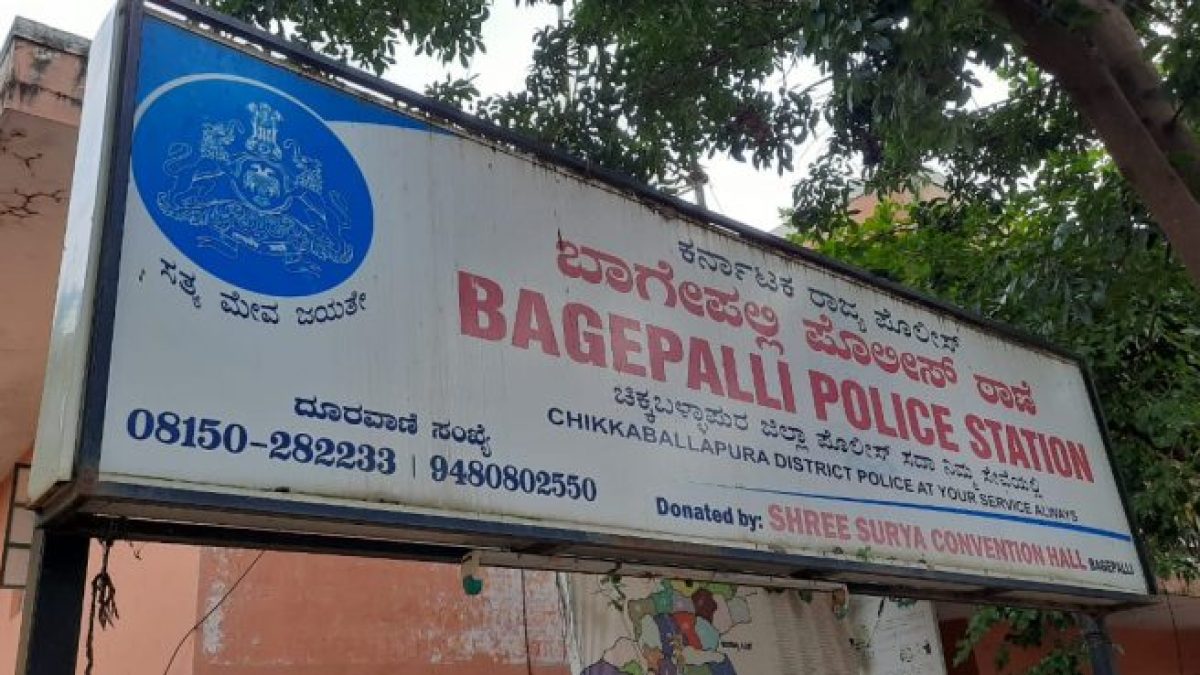 ಸತ್ಯ ಮೇವ ಜಯತೇ
ಕರ್ನಾಟಕ ರಾಜ್ಯ ಪೊಲೀಸ್
ಬಾಗೇಪಲ್ಲಿ ಪೊಲೀಸ್ ಠಾಣೆ
BAGEPALLI POLICE STATION
ಚಿಕ್ಕಬಳ್ಳಾಪುರ ಜಿಲ್ಲಾ ಪೊಲೀಸ್ ಸದಾ ನಿಮ್ಮ ಸೇವೆಯಲ್ಲಿ
CHIKKABALLAPURA DISTRICT POLICE AT YOUR SERVICE ALWAYS
ದೂರವಾಣಿ ಸಂಖ್ಯೆ
08150-282233 | 9480802550
Donated by: SHREE SURYA CONVENTION HALL BAGEPALLI